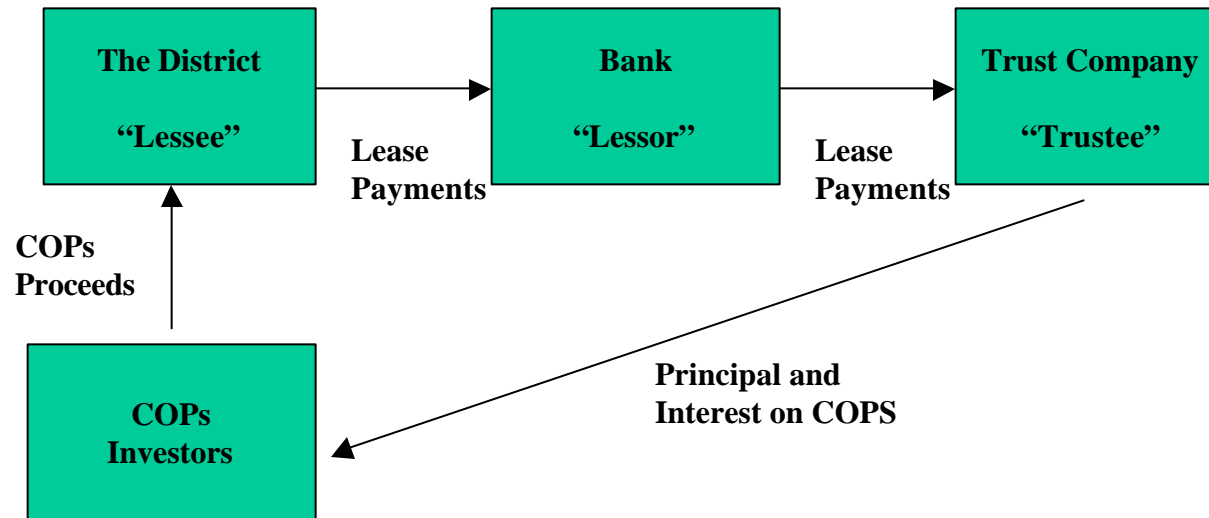 The District
“Lessee”
Bank
“Lessor”
Trust Company
“Trustee”
Lease
Payments
Lease
Payments
COPs
Proceeds
Principal and
Interest on COPS
COPs
Investors